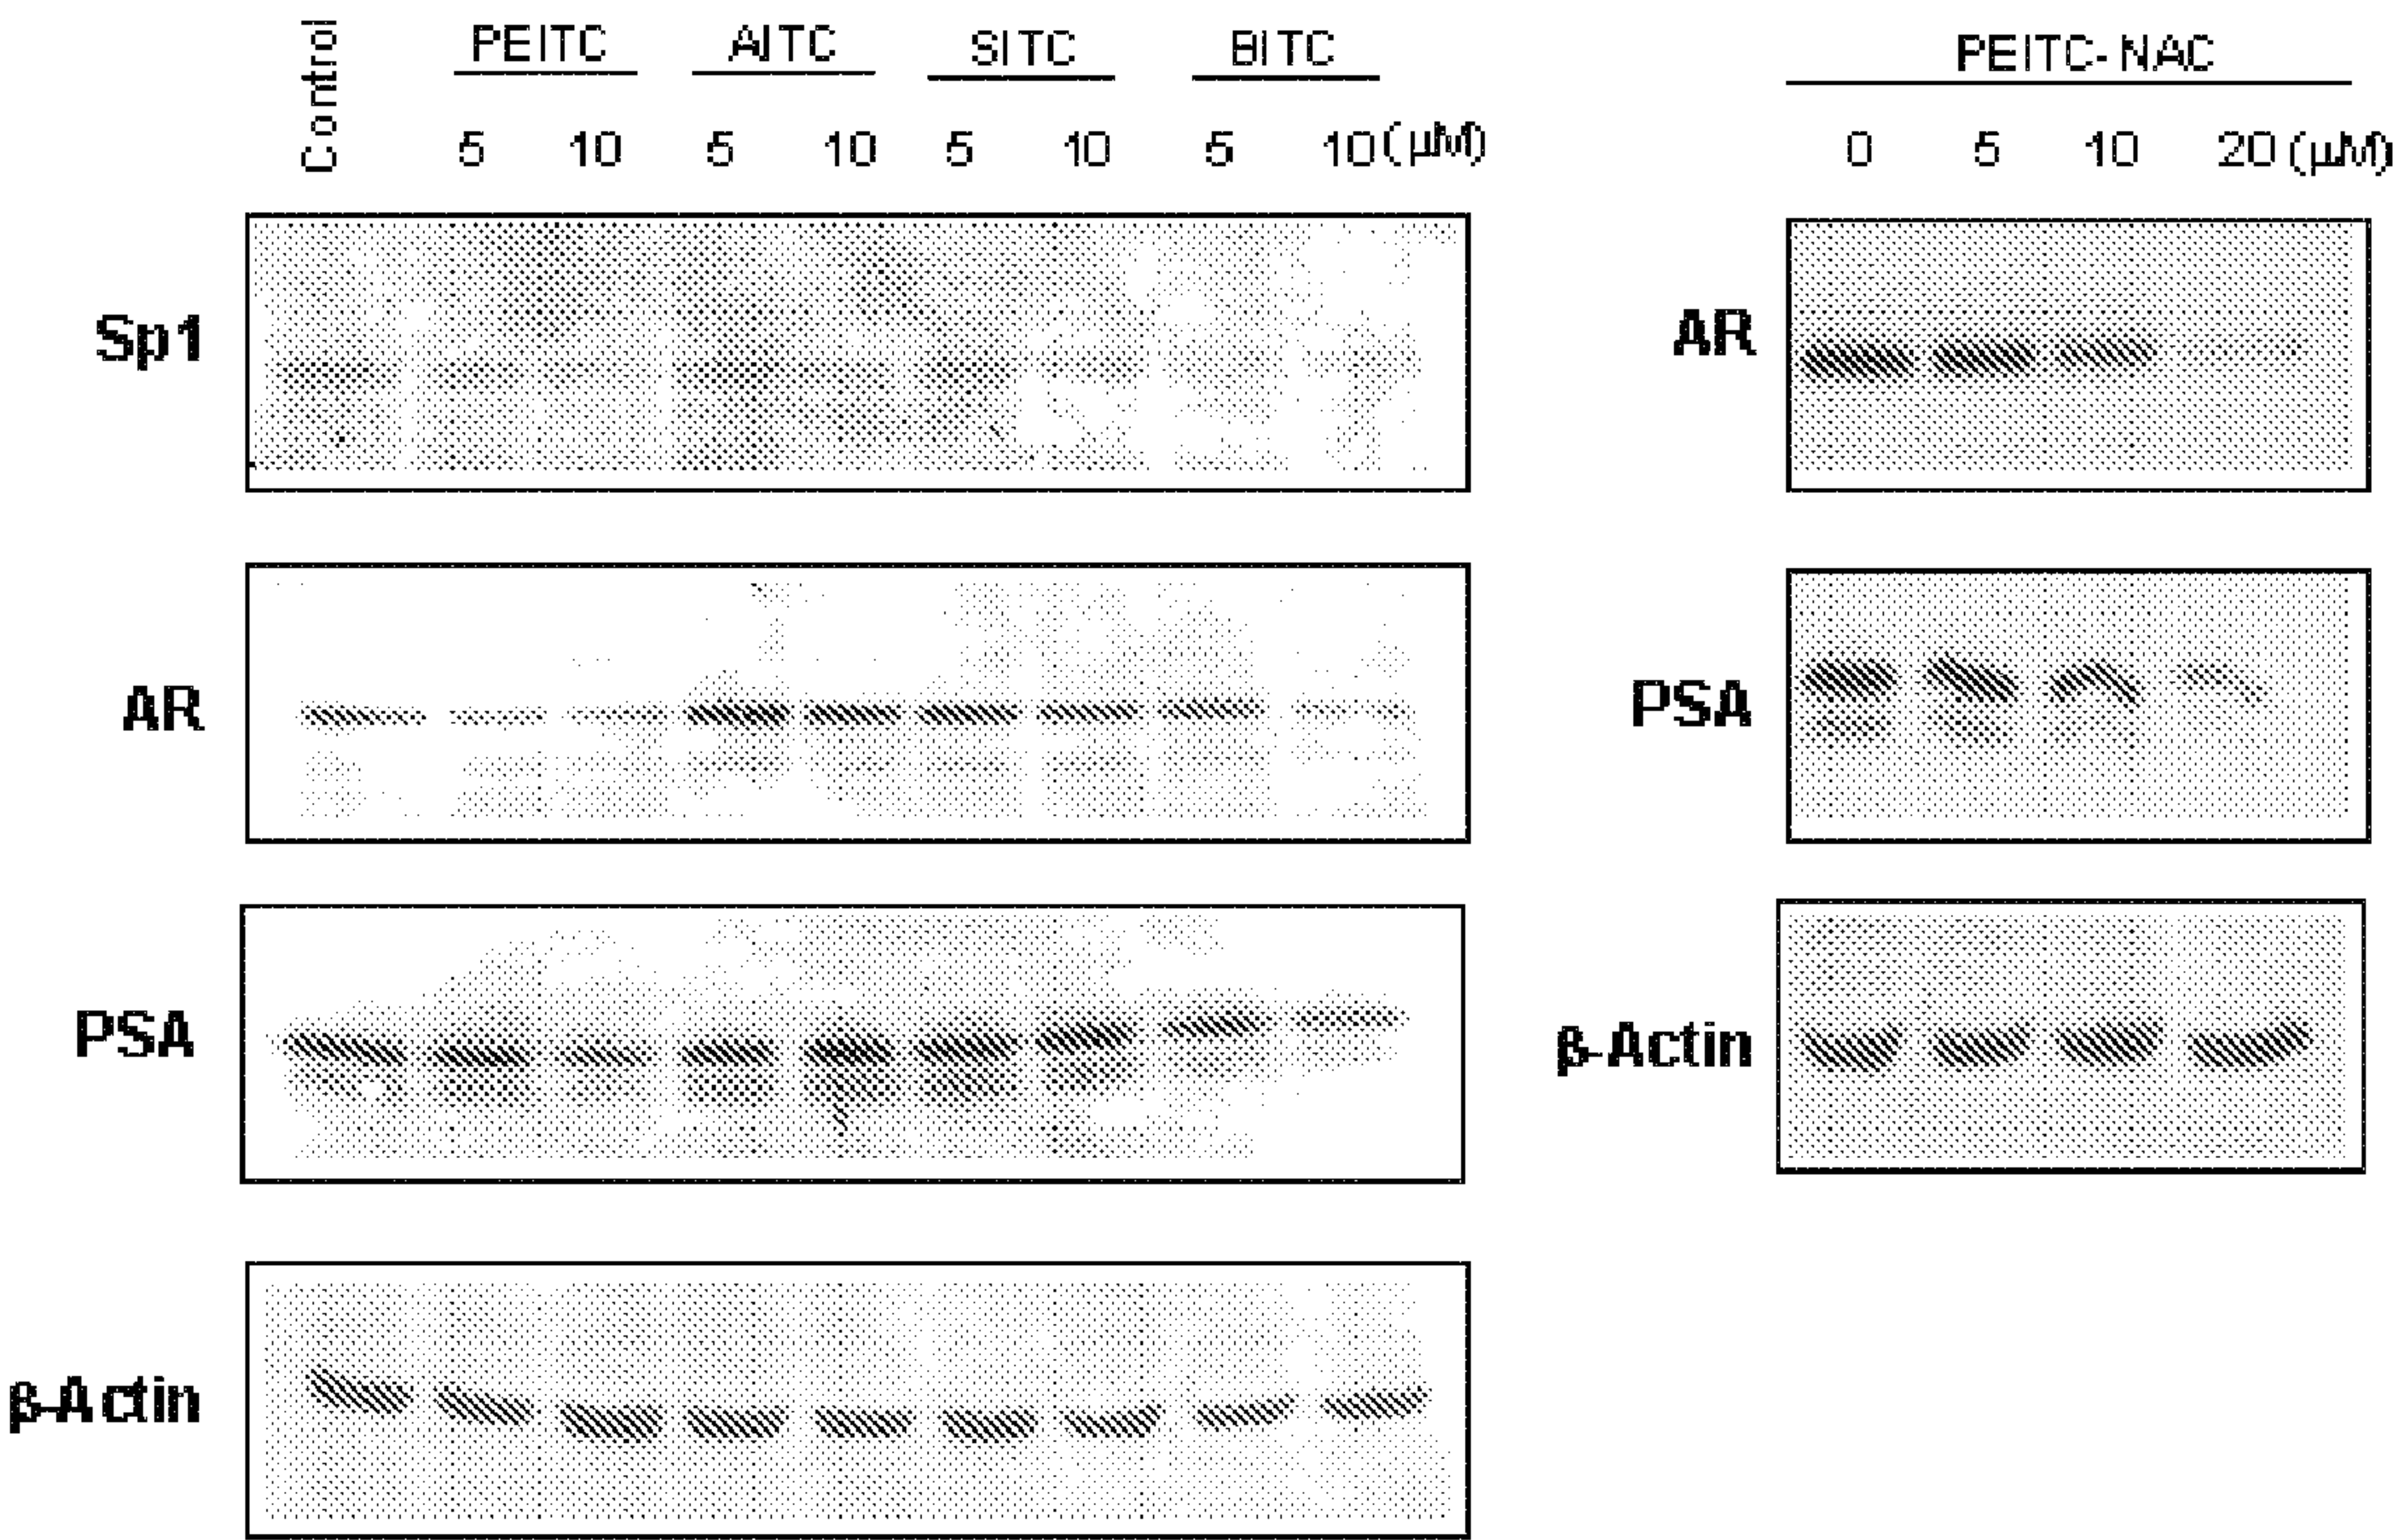 Control PEITC AITC SITC BITC
5 10 5 10 5 10 5 10 (μM)
Sp1
AR
PSA
β-Actin
PEITC-NAC
0 5 10 20 (μM)
AR
PSA
β-Actin